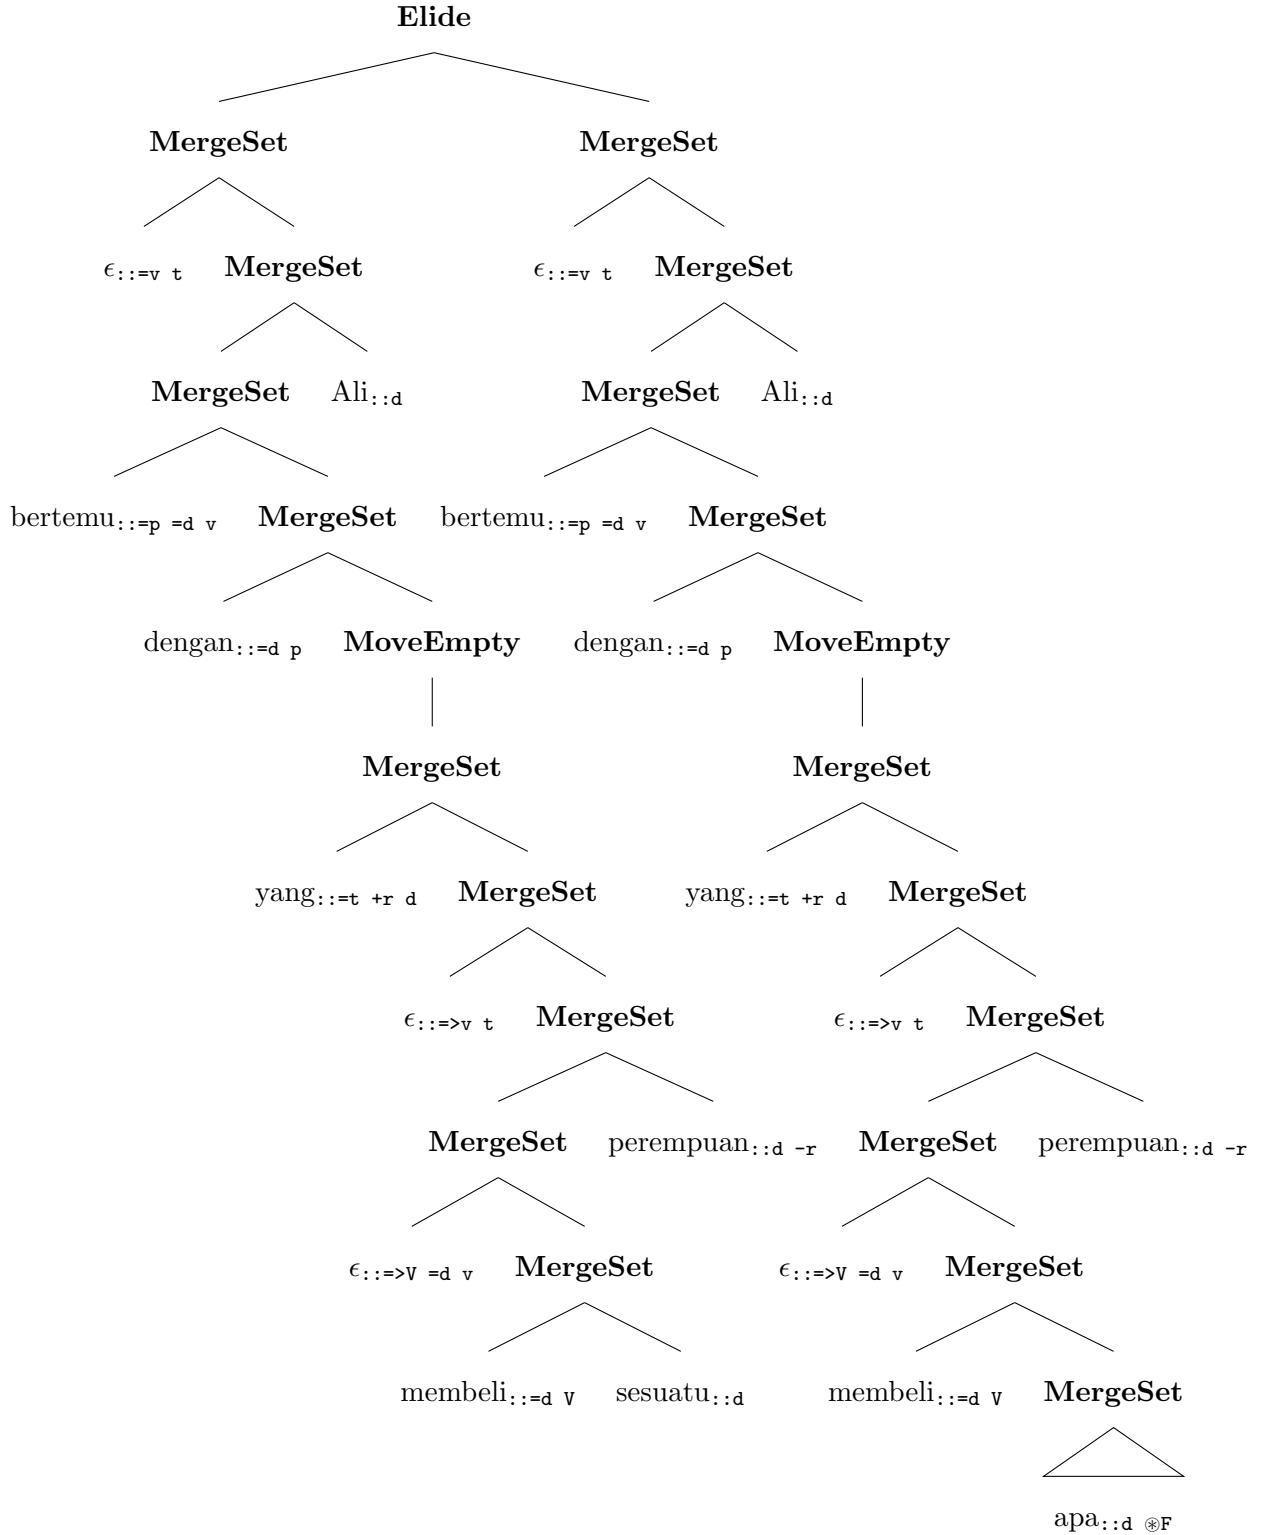 Elide
MergeSet MergeSet
ϵ::=v t MergeSet ϵ::=v t MergeSet
MergeSet Ali::d MergeSet Ali::d
bertemu::=p =d v MergeSet bertemu::=p =d v MergeSet
dengan::=d p MoveEmpty dengan::=d p MoveEmpty
MergeSet MergeSet
yang::=t +r d MergeSet yang::=t +r d MergeSet
ϵ::=>v t MergeSet ϵ::=>v t MergeSet
MergeSet perempuan::d -r MergeSet perempuan::d -r
ϵ::=>V =d v MergeSet ϵ::=>V =d v MergeSet
membeli::=d V sesuatu::d membeli::=d V MergeSet
apa::d ⊛F